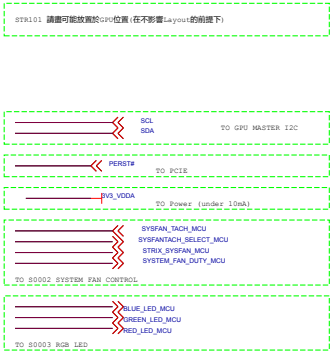 STR101 請盡可能放置於GPU位置(在不影響Layout的前提下)
SCL
SDA
TO GPU MASTER I2C
PERST#
TO PCIE
BV3_VDDA
TO Power (under 10mA)
SYSFAN_TACH_MCU
SYSFANTACH_SELECT_MCU
STRIX_SYSFAN_MCU
SYSTEM_FAN_DUTY_MCU
TO S0002 SYSTEM FAN CONTROL
BLUE_LED_MCU
GREEN_LED_MCU
RED_LED_MCU
TO S0003 RGB LED